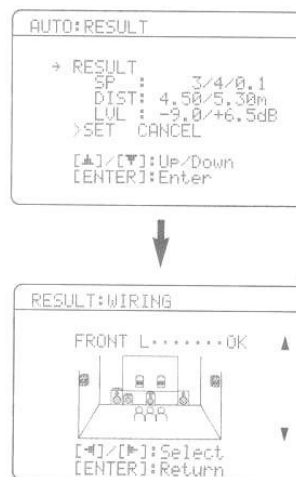 AUTO:RESULT
→ RESULT
SP : 3/4/0.1
DIST: 4.50/5.30m
LVL : -9.0/+6.5dB
>SET CANCEL
[▲]/[▼]:Up/Down
[ENTER]:Enter
RESULT:WIRING
FRONT L.......OK
[◄]/[►]:Select
[ENTER]:Return